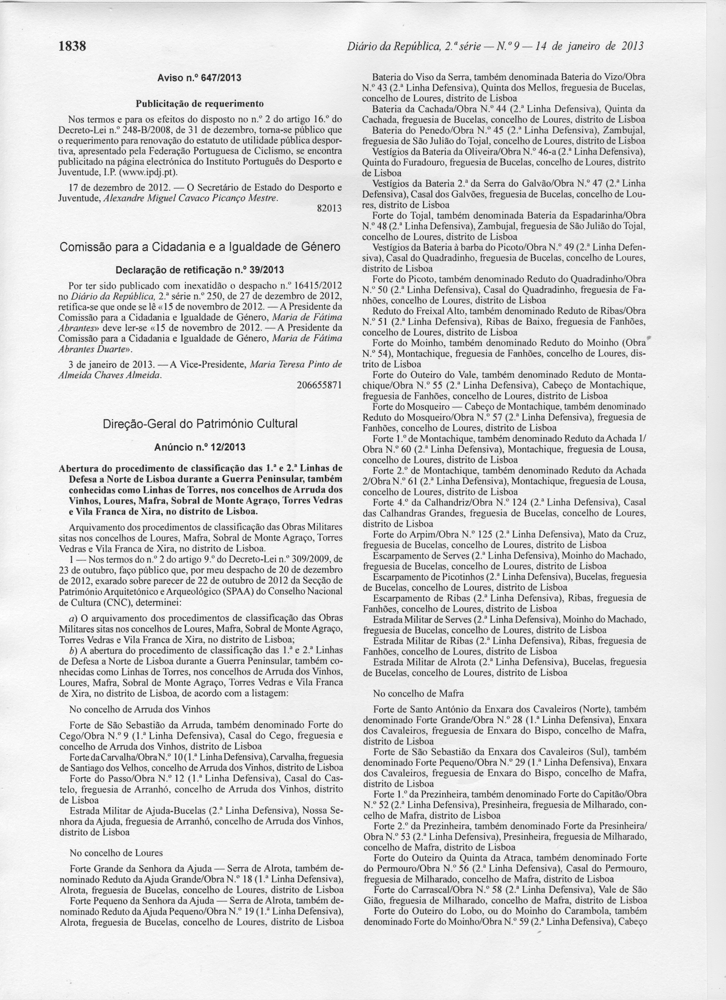 1838
Diário da República, 2.ª série — N.º 9 — 14 de janeiro de 2013
Aviso n.º 647/2013
Publicitação de requerimento
Nos termos e para os efeitos do disposto no n.º 2 do artigo 16.º do
Decreto-Lei n.º 248-B/2008, de 31 de dezembro, torna-se público que
o requerimento para renovação do estatuto de utilidade pública despor-
tiva, apresentado pela Federação Portuguesa de Ciclismo, se encontra
publicitado na página electrónica do Instituto Português do Desporto e
Juventude, I.P. (www.ipdj.pt).
17 de dezembro de 2012. — O Secretário de Estado do Desporto e
Juventude, Alexandre Miguel Cavaco Picanço Mestre.
82013
Comissão para a Cidadania e a Igualdade de Género
Declaração de retificação n.º 39/2013
Por ter sido publicado com inexatidão o despacho n.º 16415/2012
no Diário da República, 2.ª série n.º 250, de 27 de dezembro de 2012,
retifica-se que onde se lê «15 de novembro de 2012. — A Presidente da
Comissão para a Cidadania e Igualdade de Género, Maria de Fátima
Abrantes» deve ler-se «15 de novembro de 2012. — A Presidente da
Comissão para a Cidadania e Igualdade de Género, Maria de Fátima
Abrantes Duarte».
3 de janeiro de 2013. — A Vice-Presidente, Maria Teresa Pinto de
Almeida Chaves Almeida.
206655871
Direção-Geral do Património Cultural
Anúncio n.º 12/2013
Abertura do procedimento de classificação das 1.ª e 2.ª Linhas de
Defesa a Norte de Lisboa durante a Guerra Peninsular, também
conhecidas como Linhas de Torres, nos concelhos de Arruda dos
Vinhos, Loures, Mafra, Sobral de Monte Agraço, Torres Vedras
e Vila Franca de Xira, no distrito de Lisboa.
Arquivamento dos procedimentos de classificação das Obras Militares
sitas nos concelhos de Loures, Mafra, Sobral de Monte Agraço, Torres
Vedras e Vila Franca de Xira, no distrito de Lisboa.
1 — Nos termos do n.º 2 do artigo 9.º do Decreto-Lei n.º 309/2009, de
23 de outubro, faço público que, por meu despacho de 20 de dezembro
de 2012, exarado sobre parecer de 22 de outubro de 2012 da Secção de
Património Arquitetónico e Arqueológico (SPAA) do Conselho Nacional
de Cultura (CNC), determinei:
a) O arquivamento dos procedimentos de classificação das Obras
Militares sitas nos concelhos de Loures, Mafra, Sobral de Monte Agraço,
Torres Vedras e Vila Franca de Xira, no distrito de Lisboa;
b) A abertura do procedimento de classificação das 1.ª e 2.ª Linhas
de Defesa a Norte de Lisboa durante a Guerra Peninsular, também co-
nhecidas como Linhas de Torres, nos concelhos de Arruda dos Vinhos,
Loures, Mafra, Sobral de Monte Agraço, Torres Vedras e Vila Franca
de Xira, no distrito de Lisboa, de acordo com a listagem:
No concelho de Arruda dos Vinhos
Forte de São Sebastião da Arruda, também denominado Forte do
Cego/Obra N.º 9 (1.ª Linha Defensiva), Casal do Cego, freguesia e
concelho de Arruda dos Vinhos, distrito de Lisboa
Forte da Carvalha/Obra N.º 10 (1.ª Linha Defensiva), Carvalha, freguesia
de Santiago dos Velhos, concelho de Arruda dos Vinhos, distrito de Lisboa
Forte do Passo/Obra N.º 12 (1.ª Linha Defensiva), Casal do Cas-
telo, freguesia de Arranhó, concelho de Arruda dos Vinhos, distrito
de Lisboa
Estrada Militar de Ajuda-Bucelas (2.ª Linha Defensiva), Nossa Se-
nhora da Ajuda, freguesia de Arranhó, concelho de Arruda dos Vinhos,
distrito de Lisboa
No concelho de Loures
Forte Grande da Senhora da Ajuda — Serra de Alrota, também de-
nominado Reduto da Ajuda Grande/Obra N.º 18 (1.ª Linha Defensiva),
Alrota, freguesia de Bucelas, concelho de Loures, distrito de Lisboa
Forte Pequeno da Senhora da Ajuda — Serra de Alrota, também de-
nominado Reduto da Ajuda Pequeno/Obra N.º 19 (1.ª Linha Defensiva),
Alrota, freguesia de Bucelas, concelho de Loures, distrito de Lisboa
Bateria do Viso da Serra, também denominada Bateria do Vizo/Obra
N.º 43 (2.ª Linha Defensiva), Quinta dos Mellos, freguesia de Bucelas,
concelho de Loures, distrito de Lisboa
Bateria da Cachada/Obra N.º 44 (2.ª Linha Defensiva), Quinta da
Cachada, freguesia de Bucelas, concelho de Loures, distrito de Lisboa
Bateria do Penedo/Obra N.º 45 (2.ª Linha Defensiva), Zambujal,
freguesia de São Julião do Tojal, concelho de Loures, distrito de Lisboa
Vestígios da Bateria da Oliveira/Obra N.º 46-a (2.ª Linha Defensiva),
Quinta do Furadouro, freguesia de Bucelas, concelho de Loures, distrito
de Lisboa
Vestígios da Bateria 2.ª da Serra do Galvão/Obra N.º 47 (2.ª Linha
Defensiva), Casal dos Galvões, freguesia de Bucelas, concelho de Lou-
res, distrito de Lisboa
Forte do Tojal, também denominada Bateria da Espadarinha/Obra
N.º 48 (2.ª Linha Defensiva), Zambujal, freguesia de São Julião do Tojal,
concelho de Loures, distrito de Lisboa
Vestígios da Bateria à barba do Picoto/Obra N.º 49 (2.ª Linha Defen-
siva), Casal do Quadradinho, freguesia de Bucelas, concelho de Loures,
distrito de Lisboa
Forte do Picoto, também denominado Reduto do Quadradinho/Obra
N.º 50 (2.ª Linha Defensiva), Casal do Quadradinho, freguesia de Fa-
nhões, concelho de Loures, distrito de Lisboa
Reduto do Freixal Alto, também denominado Reduto de Ribas/Obra
N.º 51 (2.ª Linha Defensiva), Ribas de Baixo, freguesia de Fanhões,
concelho de Loures, distrito de Lisboa
Forte do Moinho, também denominado Reduto do Moinho (Obra
N.º 54), Montachique, freguesia de Fanhões, concelho de Loures, dis-
trito de Lisboa
Forte do Outeiro do Vale, também denominado Reduto de Monta-
chique/Obra N.º 55 (2.ª Linha Defensiva), Cabeço de Montachique,
freguesia de Fanhões, concelho de Loures, distrito de Lisboa
Forte do Mosqueiro — Cabeço de Montachique, também denominado
Reduto do Mosqueiro/Obra N.º 57 (2.ª Linha Defensiva), freguesia de
Fanhões, concelho de Loures, distrito de Lisboa
Forte 1.º de Montachique, também denominado Reduto da Achada 1/
Obra N.º 60 (2.ª Linha Defensiva), Montachique, freguesia de Lousa,
concelho de Loures, distrito de Lisboa
Forte 2.º de Montachique, também denominado Reduto da Achada
2/Obra N.º 61 (2.ª Linha Defensiva), Montachique, freguesia de Lousa,
concelho de Loures, distrito de Lisboa
Forte 4.º da Calhandriz/Obra N.º 124 (2.ª Linha Defensiva), Casal
das Calhandras Grandes, freguesia de Bucelas, concelho de Loures,
distrito de Lisboa
Forte do Arpim/Obra N.º 125 (2.ª Linha Defensiva), Mato da Cruz,
freguesia de Bucelas, concelho de Loures, distrito de Lisboa
Escarpamento de Serves (2.ª Linha Defensiva), Moinho do Machado,
freguesia de Bucelas, concelho de Loures, distrito de Lisboa
Escarpamento de Picotinhos (2.ª Linha Defensiva), Bucelas, freguesia
de Bucelas, concelho de Loures, distrito de Lisboa
Escarpamento de Ribas (2.ª Linha Defensiva), Ribas, freguesia de
Fanhões, concelho de Loures, distrito de Lisboa
Estrada Militar de Serves (2.ª Linha Defensiva), Moinho do Machado,
freguesia de Bucelas, concelho de Loures, distrito de Lisboa
Estrada Militar de Ribas (2.ª Linha Defensiva), Ribas, freguesia de
Fanhões, concelho de Loures, distrito de Lisboa
Estrada Militar de Alrota (2.ª Linha Defensiva), Bucelas, freguesia
de Bucelas, concelho de Loures, distrito de Lisboa
No concelho de Mafra
Forte de Santo António da Enxara dos Cavaleiros (Norte), também
denominado Forte Grande/Obra N.º 28 (1.ª Linha Defensiva), Enxara
dos Cavaleiros, freguesia de Enxara do Bispo, concelho de Mafra,
distrito de Lisboa
Forte de São Sebastião da Enxara dos Cavaleiros (Sul), também
denominado Forte Pequeno/Obra N.º 29 (1.ª Linha Defensiva), Enxara
dos Cavaleiros, freguesia de Enxara do Bispo, concelho de Mafra,
distrito de Lisboa
Forte 1.º da Prezinheira, também denominado Forte do Capitão/Obra
N.º 52 (2.ª Linha Defensiva), Presinheira, freguesia de Milharado, con-
celho de Mafra, distrito de Lisboa
Forte 2.º da Prezinheira, também denominado Forte da Presinheira/
Obra N.º 53 (2.ª Linha Defensiva), Presinheira, freguesia de Milharado,
concelho de Mafra, distrito de Lisboa
Forte do Outeiro da Quinta da Atraca, também denominado Forte
do Permouro/Obra N.º 56 (2.ª Linha Defensiva), Casal do Permouro,
freguesia de Milharado, concelho de Mafra, distrito de Lisboa
Forte do Carrascal/Obra N.º 58 (2.ª Linha Defensiva), Vale de São
Gião, freguesia de Milharado, concelho de Mafra, distrito de Lisboa
Forte do Outeiro do Lobo, ou do Moinho do Carambola, também
denominado Forte do Moinho/Obra N.º 59 (2.ª Linha Defensiva), Cabeço